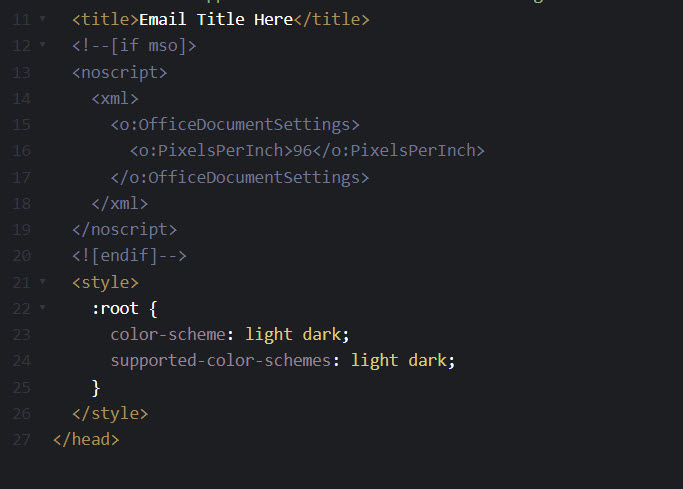 11 <title>Email Title Here</title>
12 <!--[if mso]>
13 <noscript>
14 <xml>
15 <o:OfficeDocumentSettings>
16 <o:PixelsPerInch>96</o:PixelsPerInch>
17 </o:OfficeDocumentSettings>
18 </xml>
19 </noscript>
20 <![endif]-->
21 <style>
22 :root {
23 color-scheme: light dark;
24 supported-color-schemes: light dark;
25 }
26 </style>
27 </head>